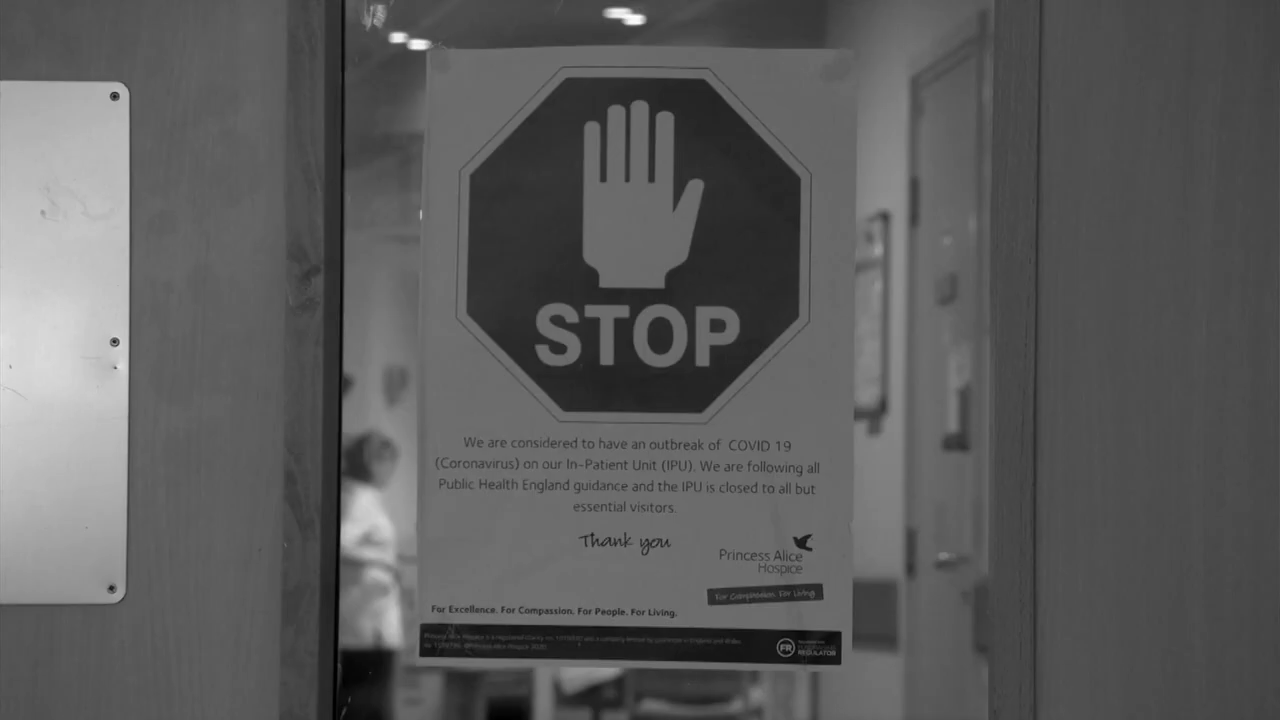 STOP
We are considered to have an outbreak of COVID 19
(Coronavirus) on our In-Patient Unit (IPU). We are following all
Public Health England guidance and the IPU is closed to all but
essential visitors.
Thank you
Princess Alice
Hospice
For Compassion. For Living.
For Excellence. For Compassion. For People. For Living.
FR
REGULATOR